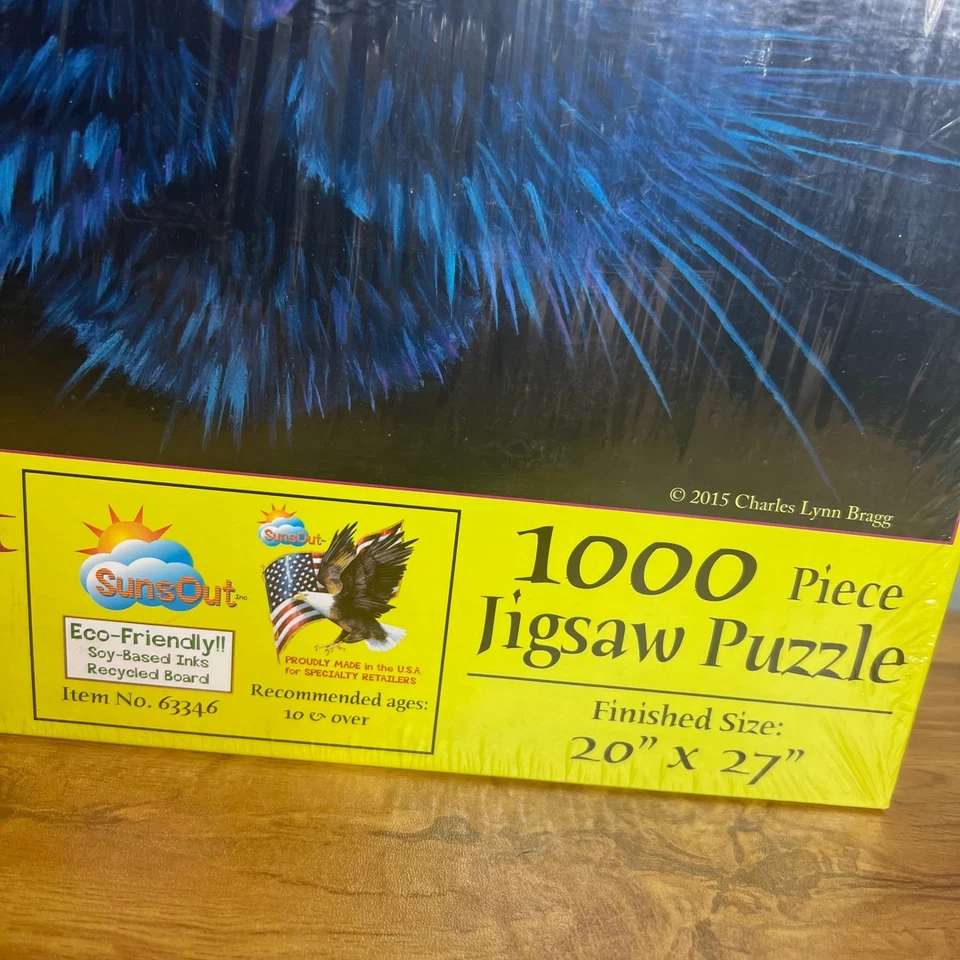 © 2015 Charles Lynn Bragg
SunsOut Inc.
Eco-Friendly!!
Soy-Based Inks
Recycled Board
Item No. 63346
SunsOut
PROUDLY MADE in the U.S.A.
for SPECIALTY RETAILERS
Recommended ages:
10 & over
1000 Piece
Jigsaw Puzzle
Finished Size:
20” x 27”